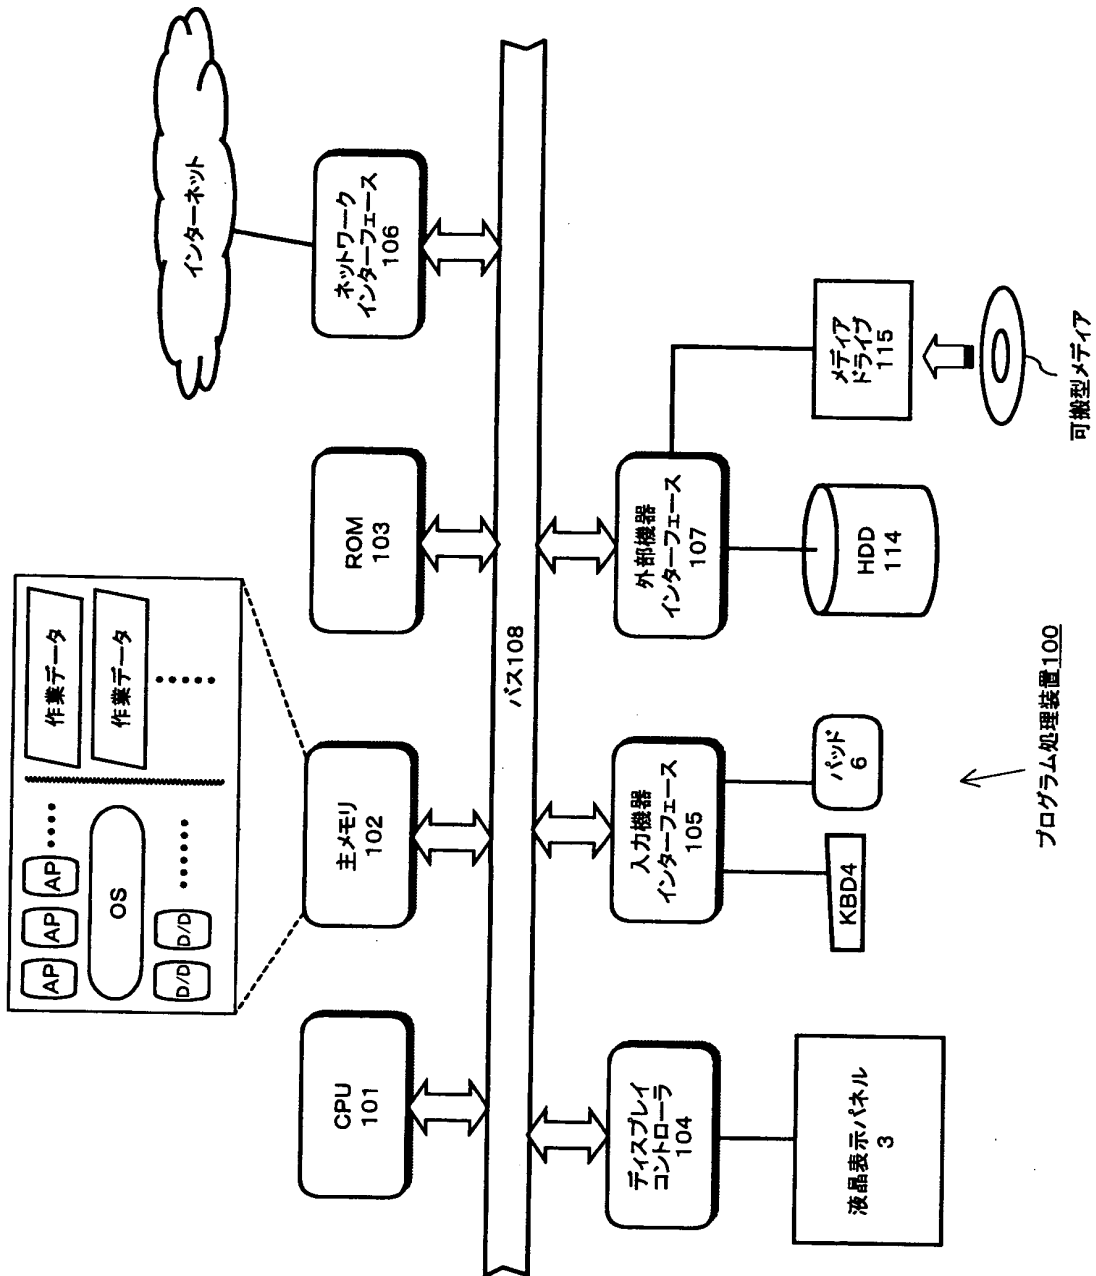 AP
AP
AP
・・・・
OS
D/D
D/D
・・・・・・
作業データ
作業データ
・・・・・
CPU
101
主メモリ
102
ROM
103
ネットワーク
インターフェース
106
インターネット
バス108
ディスプレイ
コントローラ
104
入力機器
インターフェース
105
外部機器
インターフェース
107
液晶表示パネル
3
KBD4
パッド
6
HDD
114
メディア
ドライブ
115
可搬型メディア
プログラム処理装置100